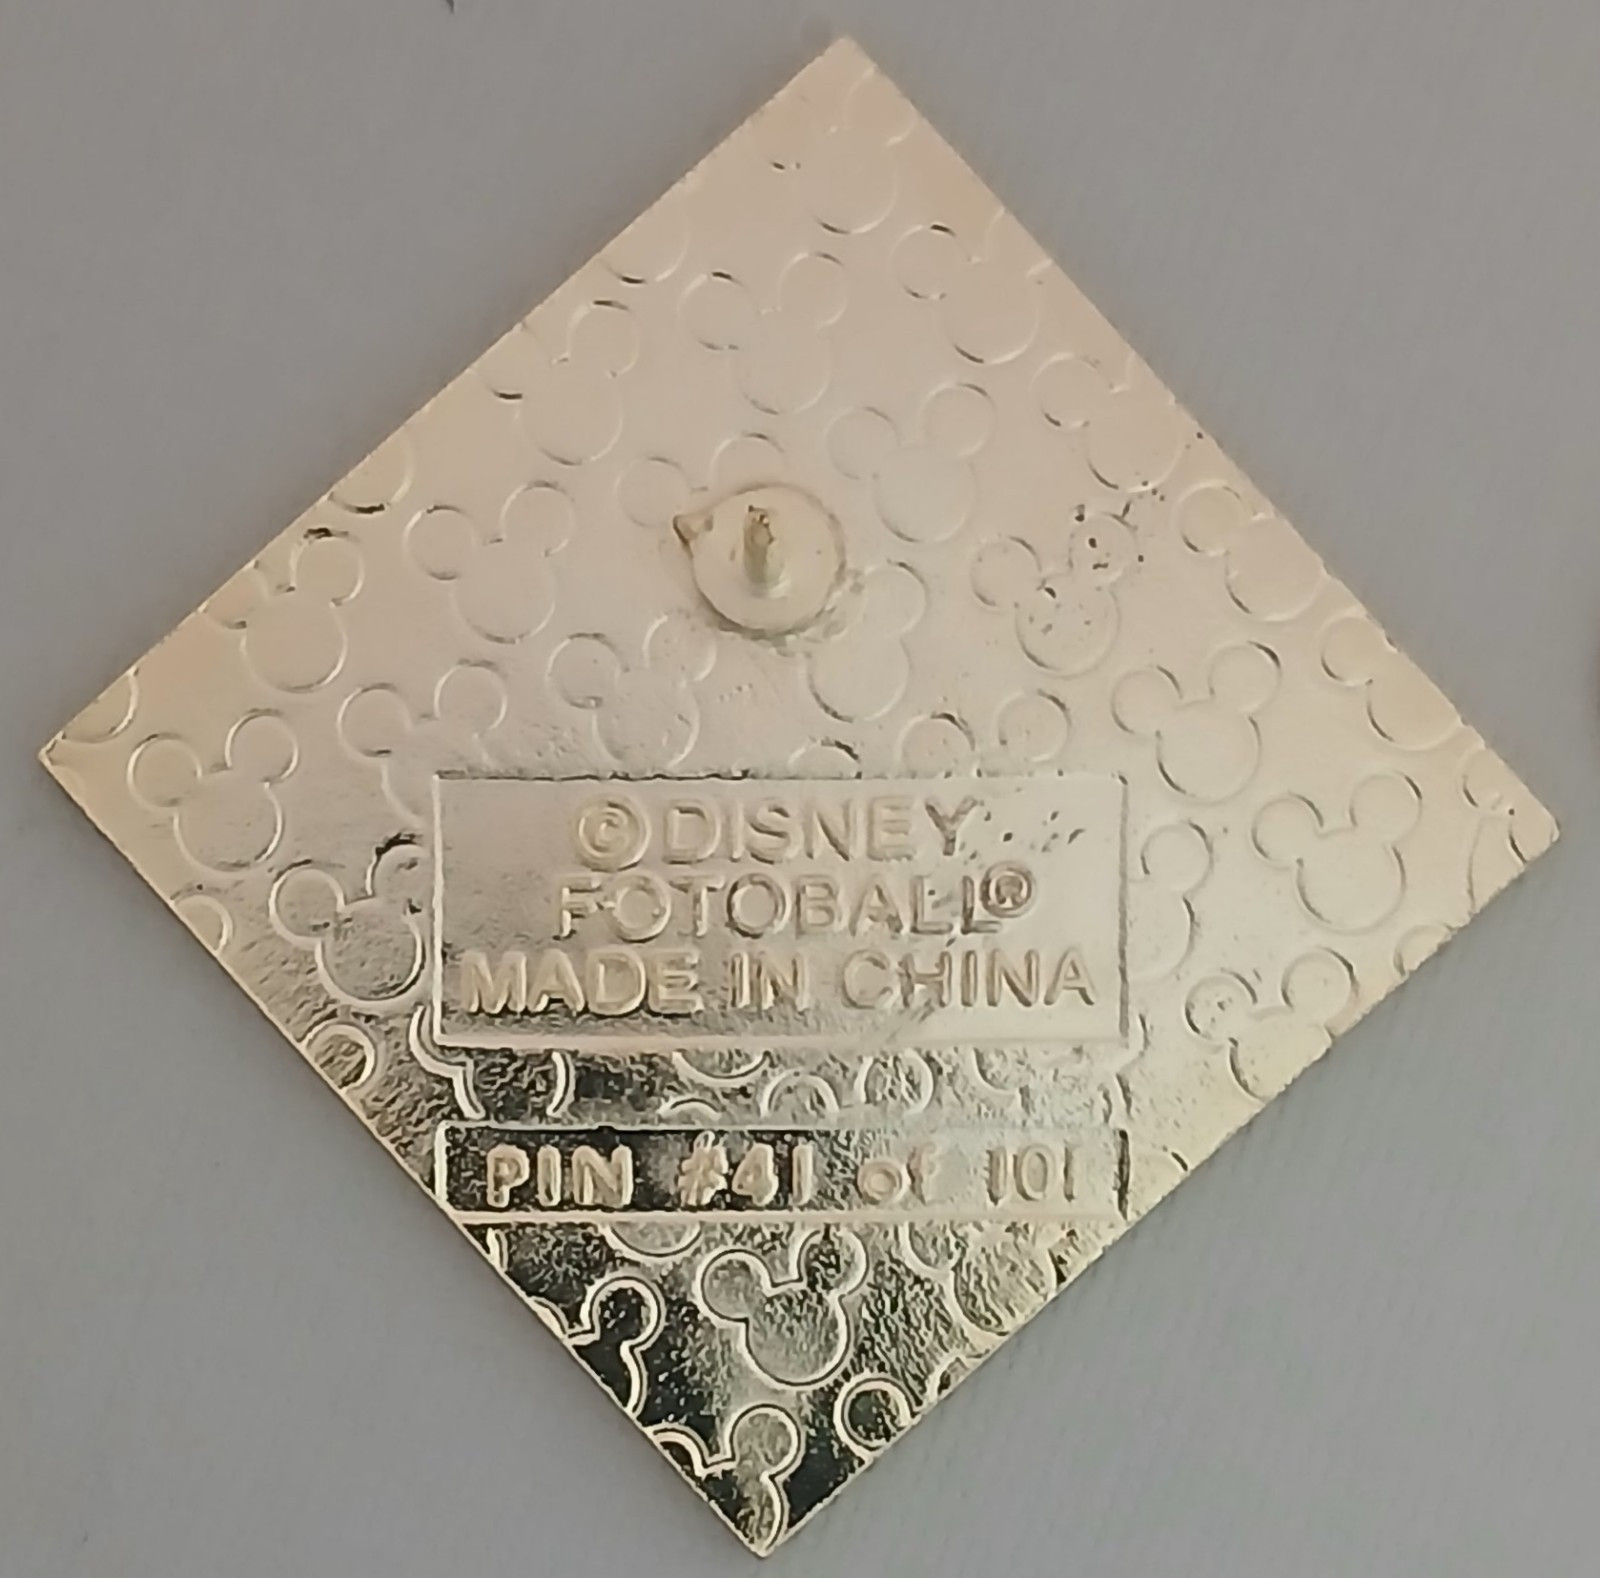 ©DISNEY
FOTOBALL®
MADE IN CHINA
PIN #41 of 101